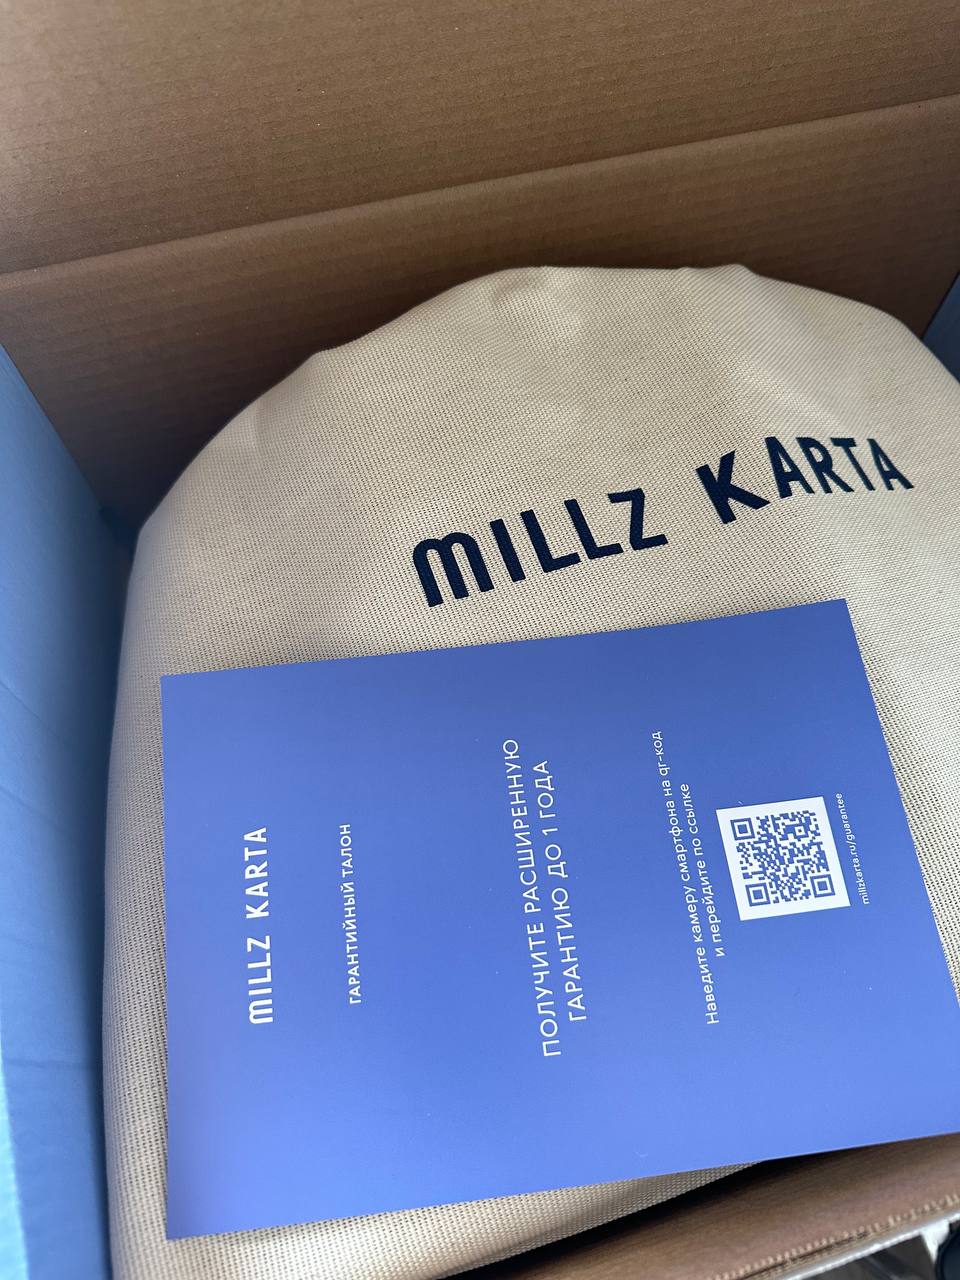 MILLZ KARTA
MILLZ KARTA
ГАРАНТИЙНЫЙ ТАЛОН
ПОЛУЧИТЕ РАСШИРЕННУЮ
ГАРАНТИЮ ДО 1 ГОДА
Наведите камеру смартфона на qr-код
и перейдите по ссылке
millzkarta.ru/guarantee